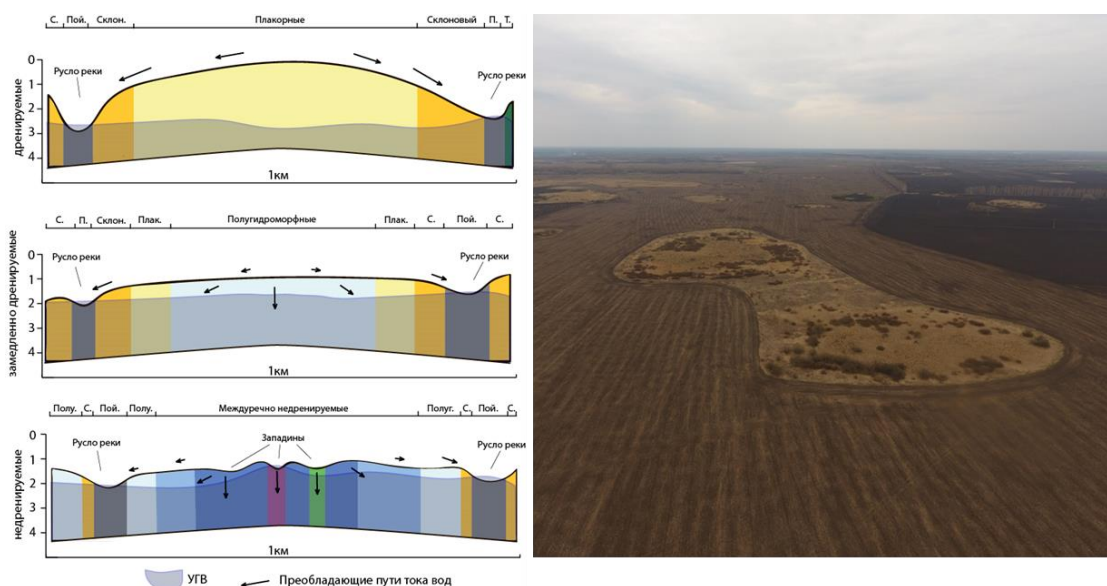 С. Пой. Склон. Плакорные Склоновый П. Т.
Русло реки Русло реки
дренируемые
0
1
2
3
4
1км
С. П. Склон. Плак. Полугидроморфные Плак. С. Пой. С.
Русло реки Русло реки
замедленно дренируемые
0
1
2
3
4
1км
Полу. С. Пой. Полу. Междуречно недренируемые Полуг. С. Пой. С.
Русло реки Западины Русло реки
недренируемые
0
1
2
3
4
1км
УГВ Преобладающие пути тока вод